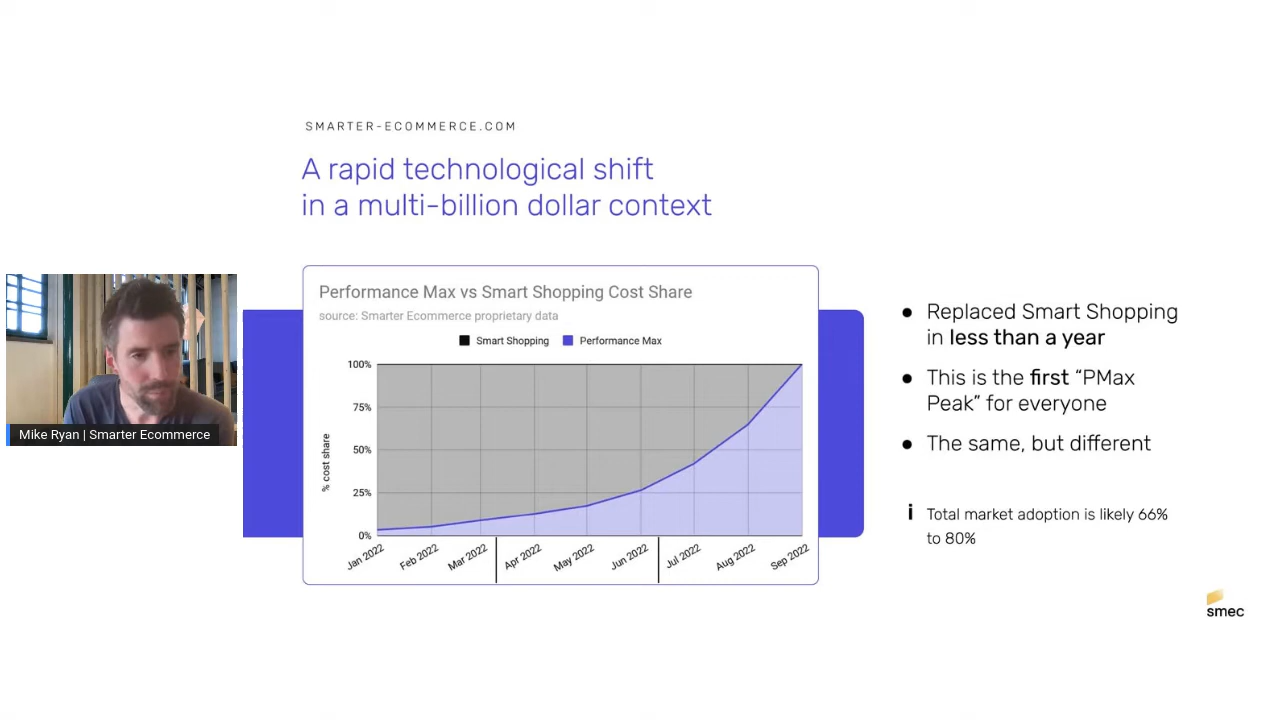 SMARTER-ECOMMERCE.COM
A rapid technological shift
in a multi-billion dollar context
Performance Max vs Smart Shopping Cost Share
source: Smarter Ecommerce proprietary data
Smart Shopping
Performance Max
100%
75%
50%
25%
0%
% cost share
Jan 2022
Feb 2022
Mar 2022
Apr 2022
May 2022
Jun 2022
Jul 2022
Aug 2022
Sep 2022
Replaced Smart Shopping
in less than a year
This is the first “PMax
Peak” for everyone
The same, but different
i Total market adoption is likely 66%
to 80%
smec
Mike Ryan | Smarter Ecommerce